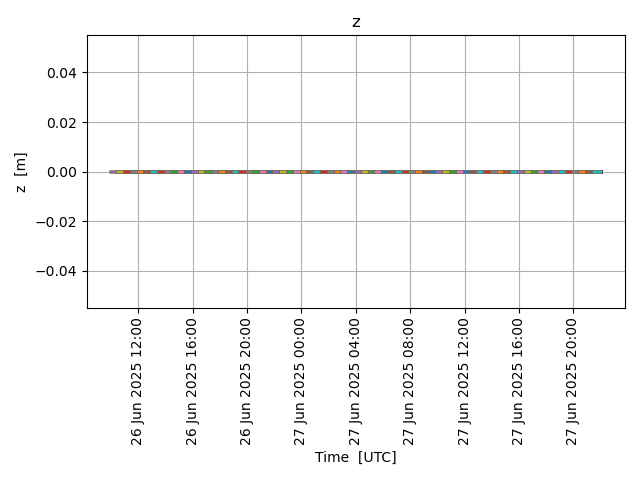 z
0.04
0.02
0.00
−0.02
−0.04
z  [m]
26 Jun 2025 12:00
26 Jun 2025 16:00
26 Jun 2025 20:00
27 Jun 2025 00:00
27 Jun 2025 04:00
27 Jun 2025 08:00
27 Jun 2025 12:00
27 Jun 2025 16:00
27 Jun 2025 20:00
Time  [UTC]